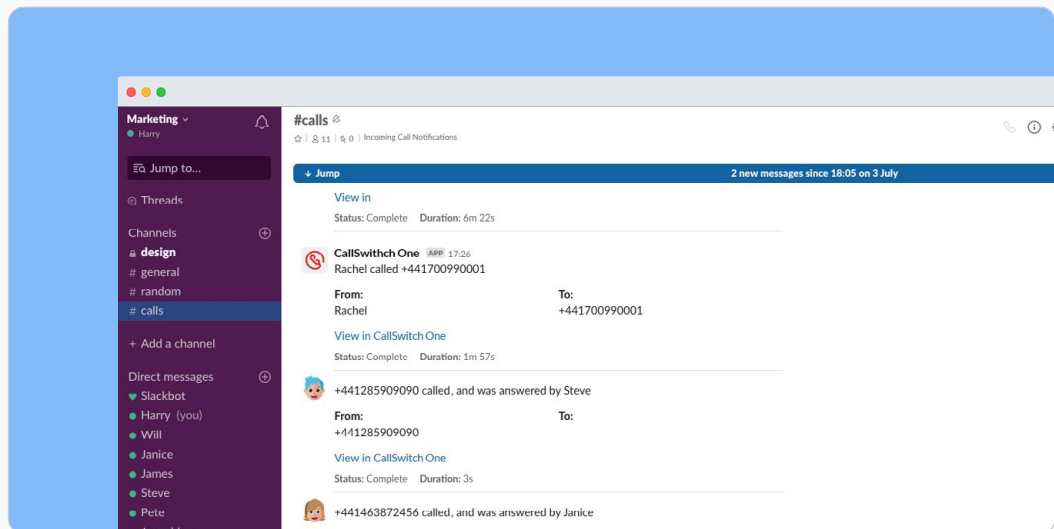 Marketing
Harry
Jump to...
Threads
Channels
design
# general
# random
# calls
+ Add a channel
Direct messages
Slackbot
Harry (you)
Will
Janice
James
Steve
Pete
#calls
11 | 0 | Incoming Call Notifications
↓ Jump 2 new messages since 18:05 on 3 July
View in
Status: Complete Duration: 6m 22s
CallSwithch One APP 17:26
Rachel called +441700990001
From: To:
Rachel +441700990001
View in CallSwitch One
Status: Complete Duration: 1m 57s
+441285909090 called, and was answered by Steve
From: To:
+441285909090
View in CallSwitch One
Status: Complete Duration: 3s
+441463872456 called, and was answered by Janice